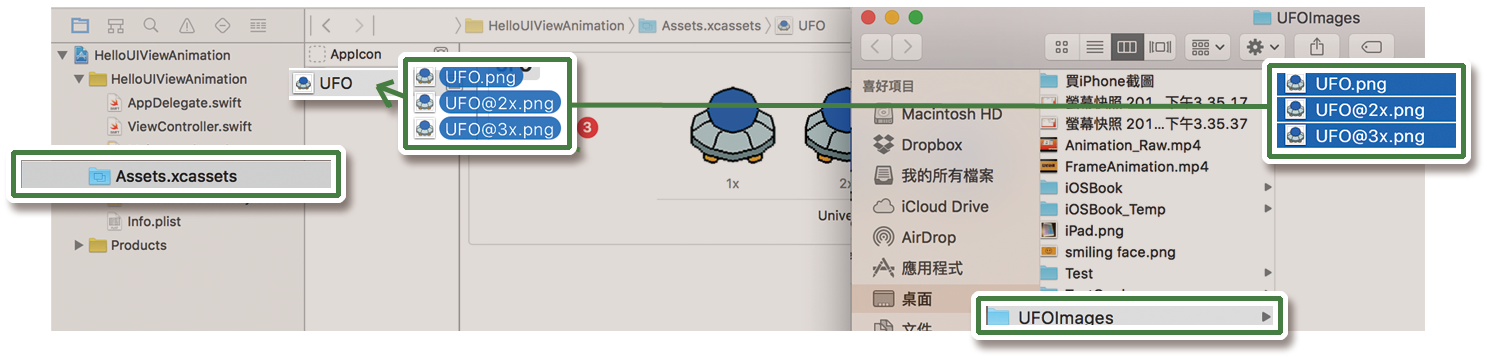 HelloUIViewAnimation
HelloUIViewAnimation
AppDelegate.swift
ViewController.swift
Assets.xcassets
Info.plist
Products
HelloUIViewAnimation
Assets.xcassets
UFO
AppIcon
UFO
UFO.png
UFO@2x.png
UFO@3x.png
3
1x
2x
UFOImages
喜好項目
Macintosh HD
Dropbox
我的所有檔案
iCloud Drive
AirDrop
應用程式
桌面
文件
買iPhone截圖
螢幕快照 201...下午3.35.17
螢幕快照 201...下午3.35.37
Animation_Raw.mp4
FrameAnimation.mp4
iOSBook
iOSBook_Temp
iPad.png
smiling face.png
Test
UFOImages
UFO.png
UFO@2x.png
UFO@3x.png